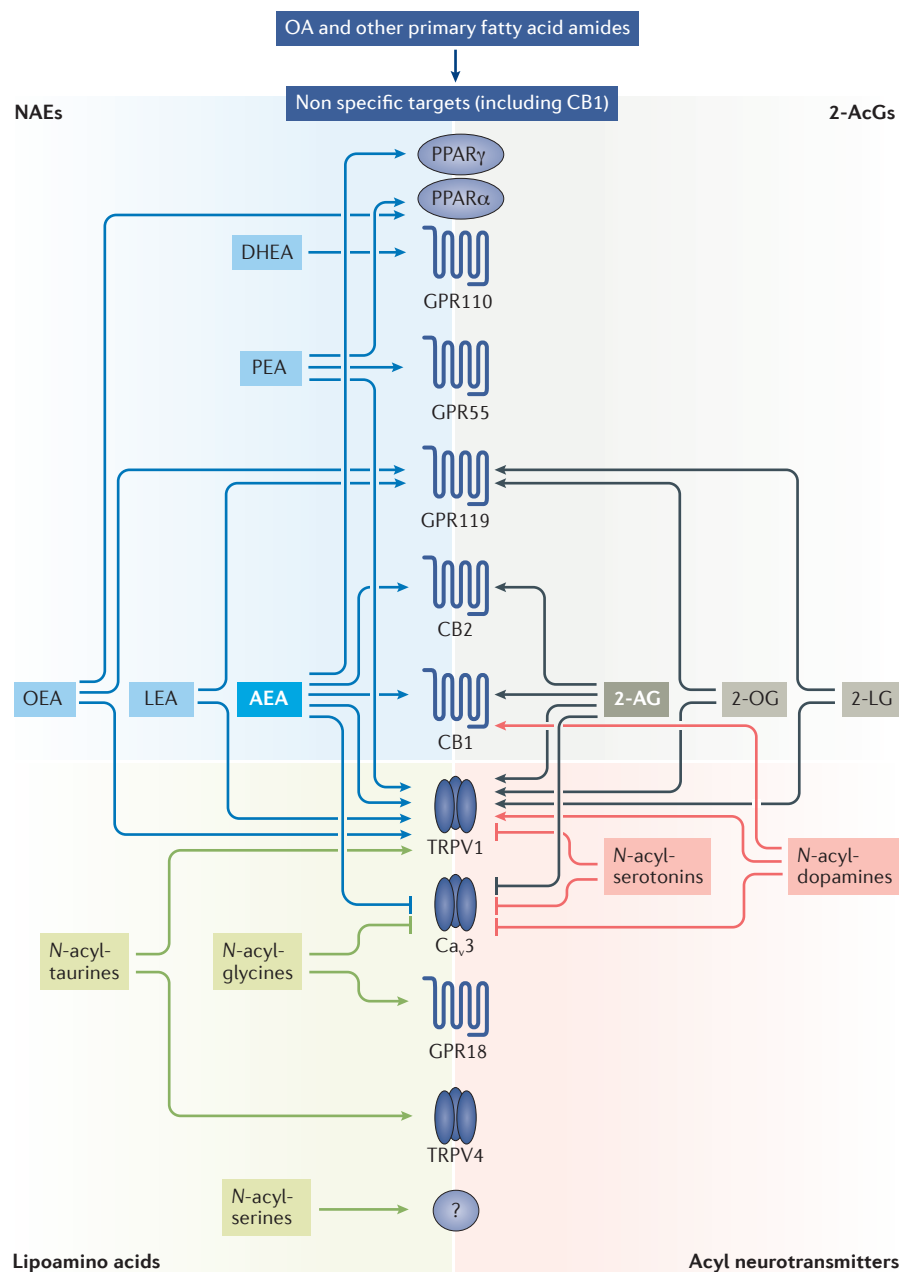 OA and other primary fatty acid amides
Non specific targets (including CB1)
NAEs
2-AcGs
PPARγ
PPARα
DHEA
GPR110
PEA
GPR55
GPR119
CB2
OEA
LEA
AEA
2-AG
2-OG
2-LG
CB1
TRPV1
N-acyl-
serotonins
N-acyl-
dopamines
Cav3
N-acyl-
taurines
N-acyl-
glycines
GPR18
TRPV4
N-acyl-
serines
?
Lipoamino acids
Acyl neurotransmitters